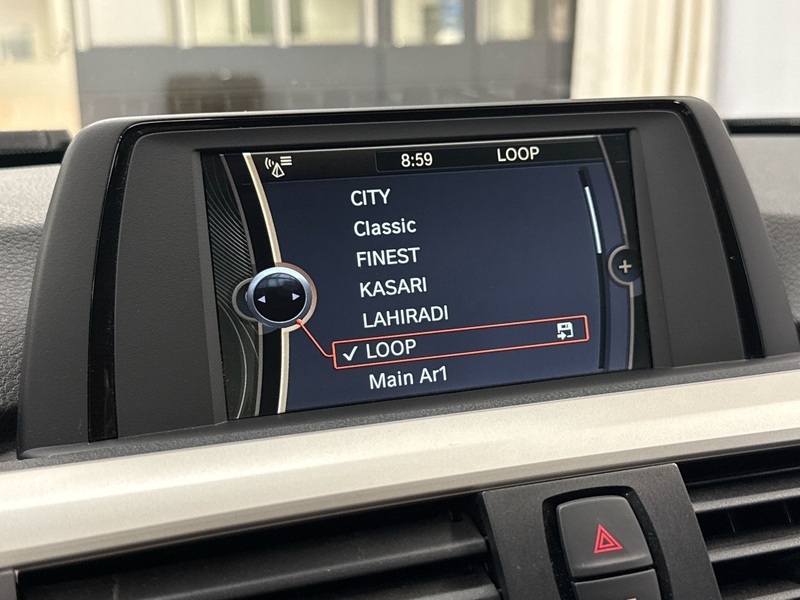 8:59 LOOP
CITY
Classic
FINEST
KASARI
LAHIRADI
✓ LOOP
Main Ar1